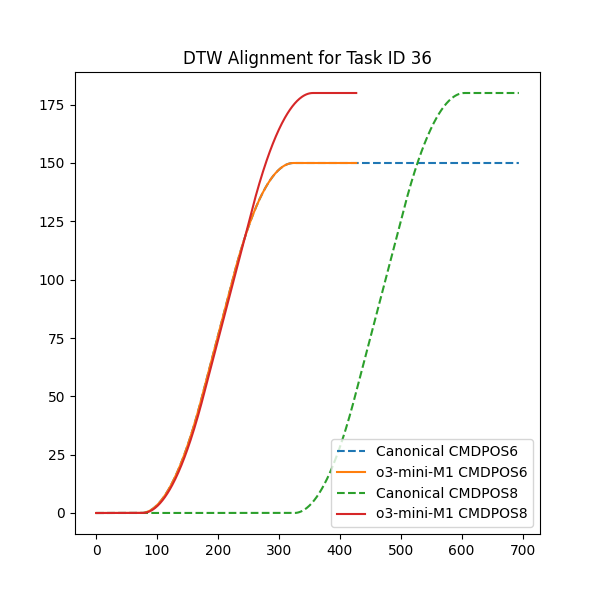 DTW Alignment for Task ID 36
175
150
125
100
75
50
25
0
Canonical CMDPOS6
o3-mini-M1 CMDPOS6
Canonical CMDPOS8
o3-mini-M1 CMDPOS8
0 100 200 300 400 500 600 700